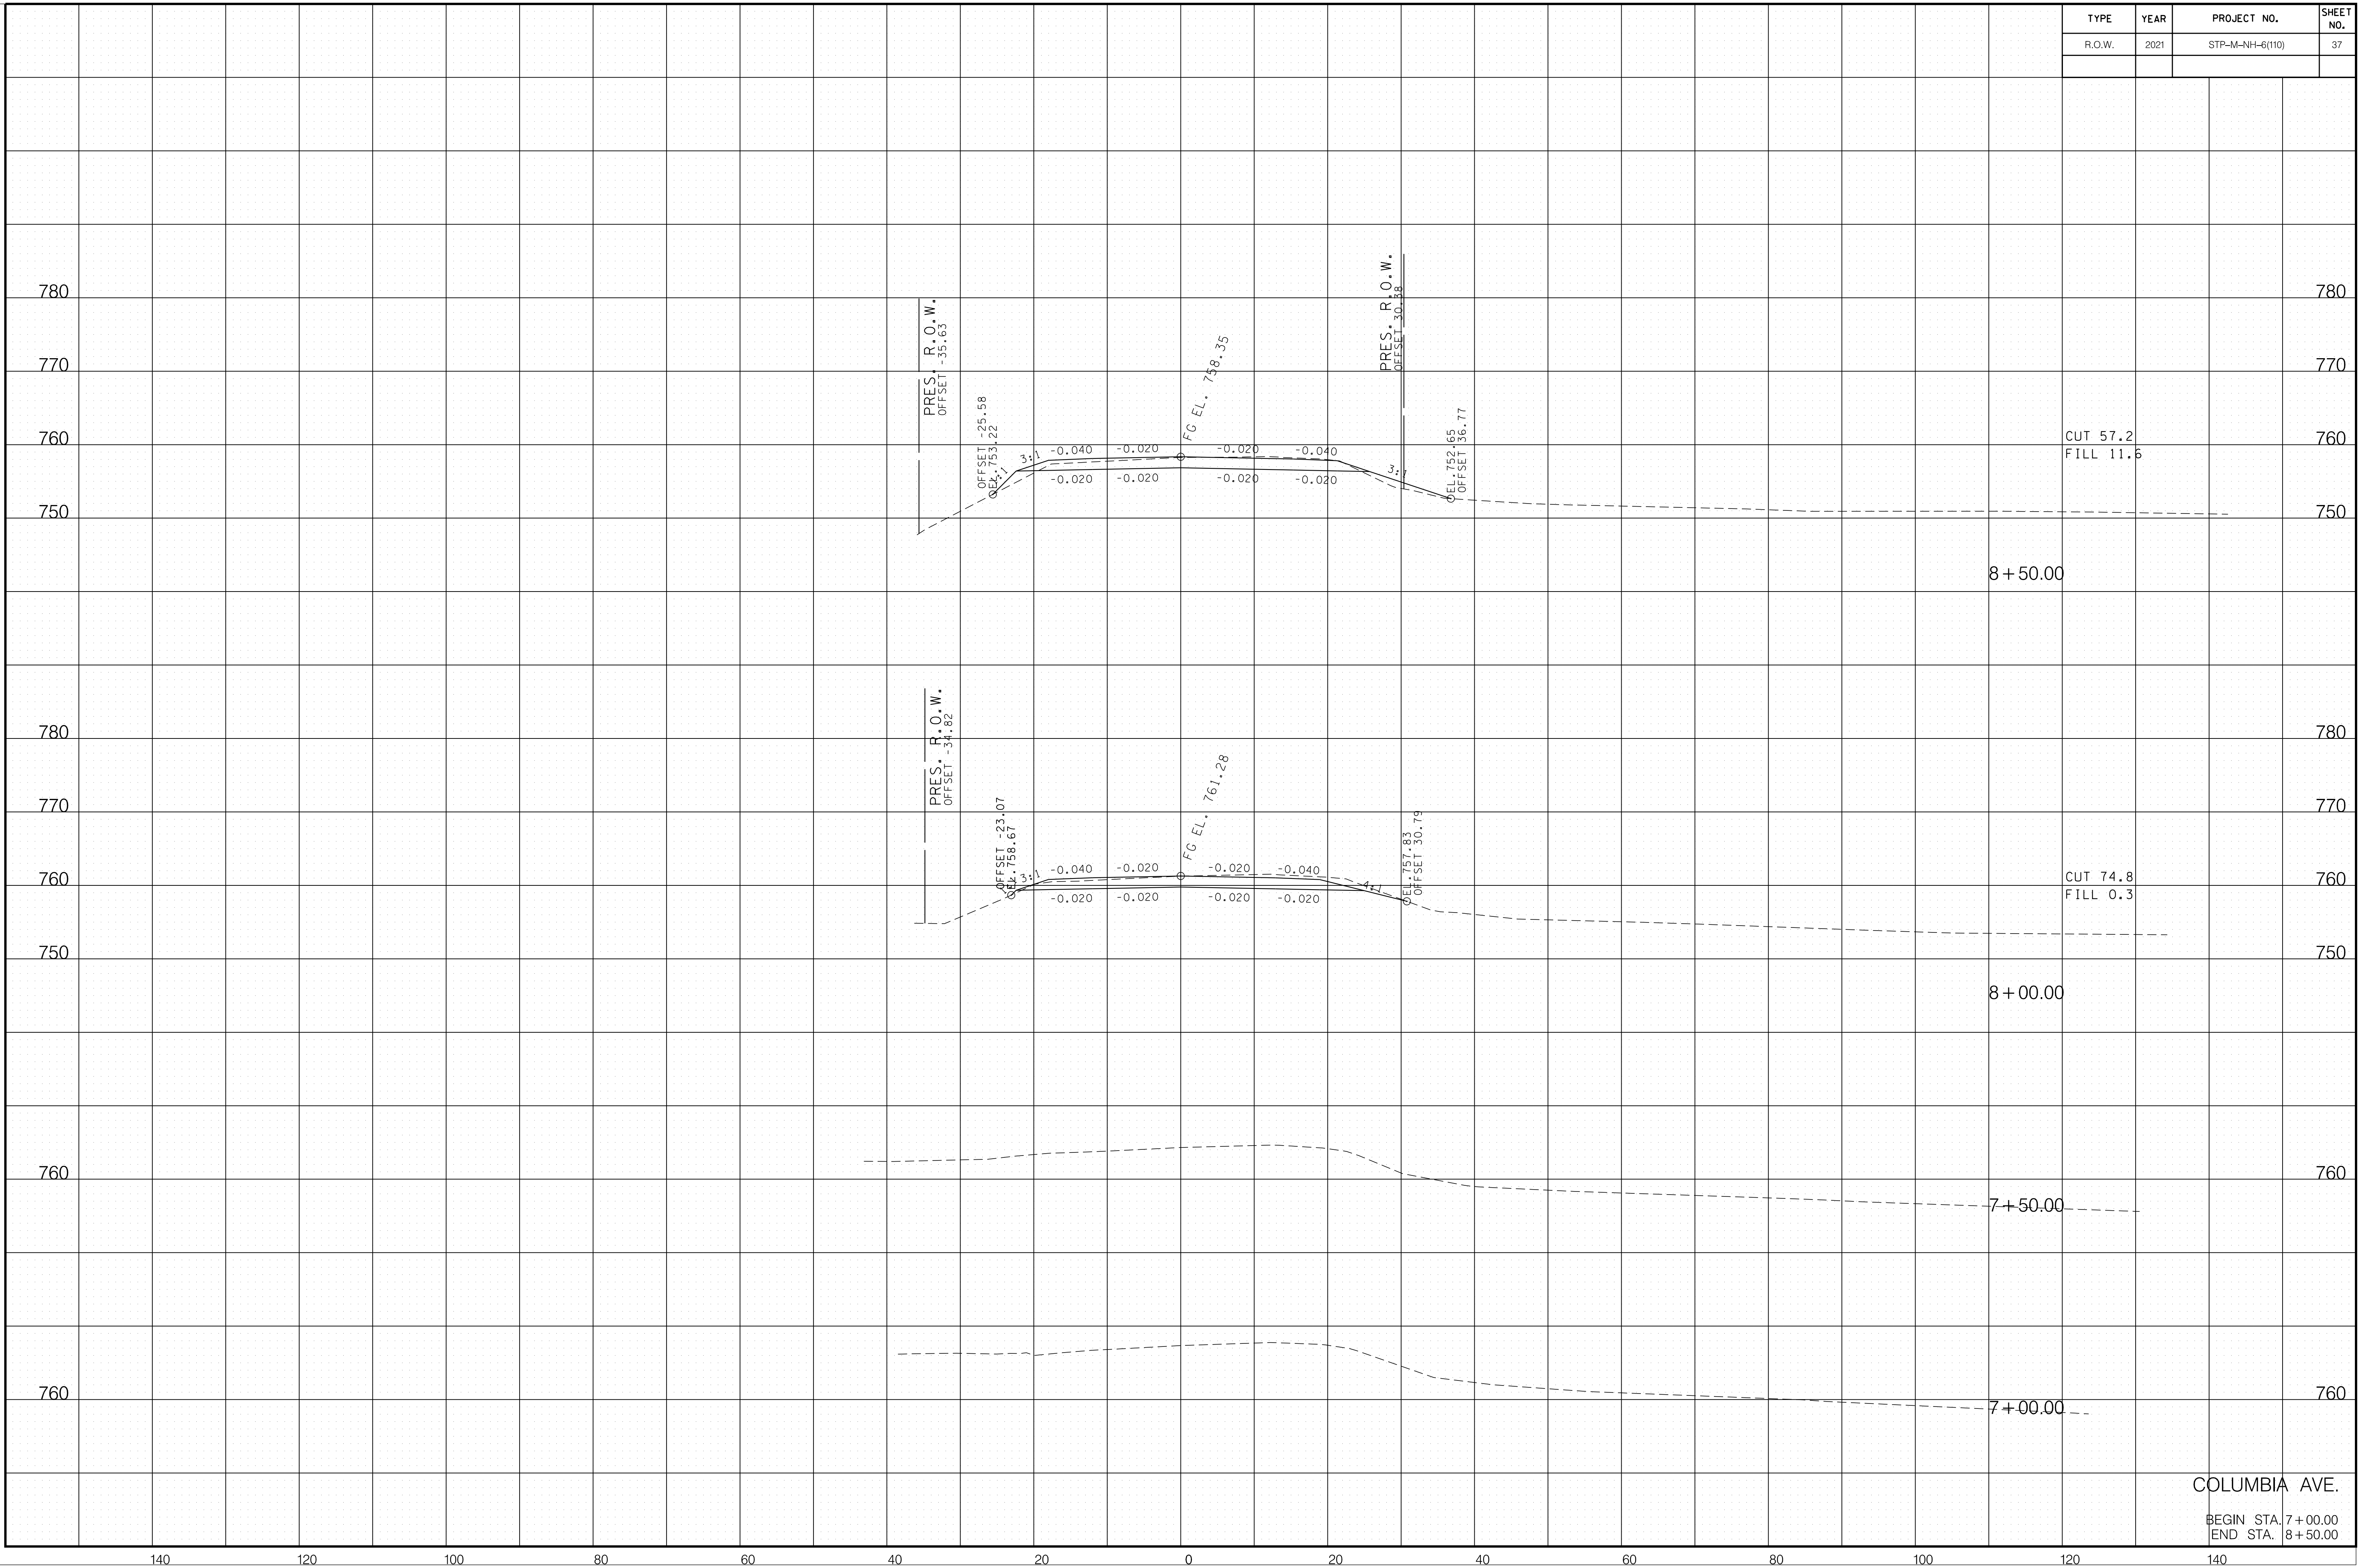 TYPE YEAR PROJECT NO. SHEET NO.
R.O.W. 2021 STP-M-NH-6(110) 37
780 780
770 770
760 760
750 750
PRES. R.O.W.
OFFSET -35.63
OFFSET -25.58
EL.753.22
3:1 -0.040 -0.020 -0.020 -0.040 3:1
-0.020 -0.020 -0.020 -0.020
FG EL. 758.35
PRES. R.O.W.
OFFSET 30.38
EL.752.65
OFFSET 36.77
CUT 57.2
FILL 11.6
8+50.00
780 780
770 770
760 760
750 750
PRES. R.O.W.
OFFSET -34.82
OFFSET -23.07
EL.758.67
3:1 -0.040 -0.020 -0.020 -0.040 4:1
-0.020 -0.020 -0.020 -0.020
FG EL. 761.28
EL.757.83
OFFSET 30.79
CUT 74.8
FILL 0.3
8+00.00
760 760
7+50.00
760 760
7+00.00
COLUMBIA AVE.
BEGIN STA. 7+00.00
END STA. 8+50.00
140 120 100 80 60 40 20 0 20 40 60 80 100 120 140